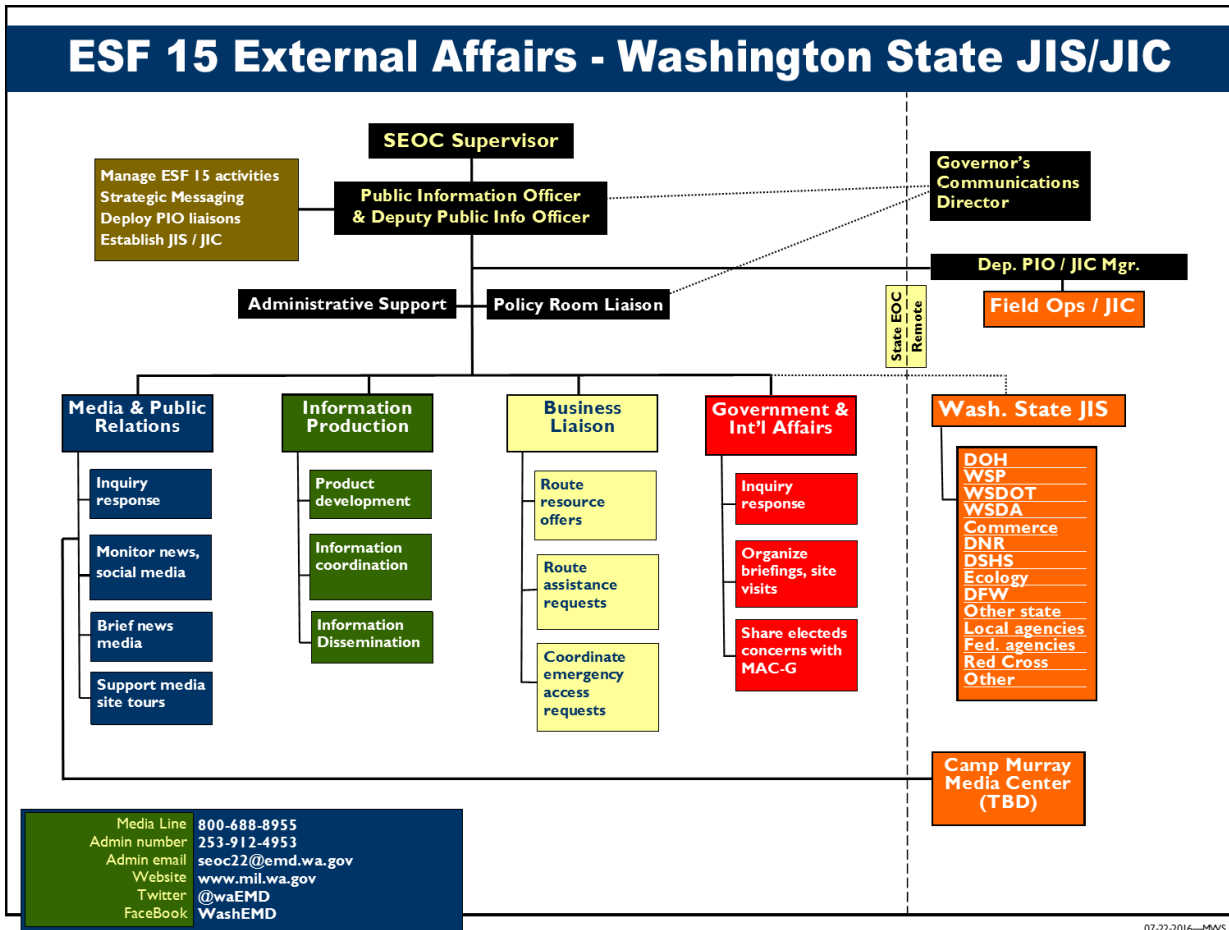 ESF 15 External Affairs - Washington State JIS/JIC
SEOC Supervisor
Manage ESF 15 activities
Strategic Messaging
Deploy PIO liaisons
Establish JIS / JIC
Public Information Officer
& Deputy Public Info Officer
Governor's
Communications
Director
Dep. PIO / JIC Mgr.
Field Ops / JIC
Administrative Support
Policy Room Liaison
State EOC
Remote
Media & Public
Relations
Inquiry
response
Monitor news,
social media
Brief news
media
Support media
site tours
Information
Production
Product
development
Information
coordination
Information
Dissemination
Business
Liaison
Route
resource
offers
Route
assistance
requests
Coordinate
emergency
access
requests
Government &
Int'l Affairs
Inquiry
response
Organize
briefings, site
visits
Share electeds
concerns with
MAC-G
Wash. State JIS
DOH
WSP
WSDOT
WSDA
Commerce
DNR
DSHS
Ecology
DFW
Other state
Local agencies
Fed. agencies
Red Cross
Other
Camp Murray
Media Center
(TBD)
Media Line 800-688-8955
Admin number 253-912-4953
Admin email seoc22@emd.wa.gov
Website www.mil.wa.gov
Twitter @waEMD
FaceBook WashEMD
07-22-2016—MWS